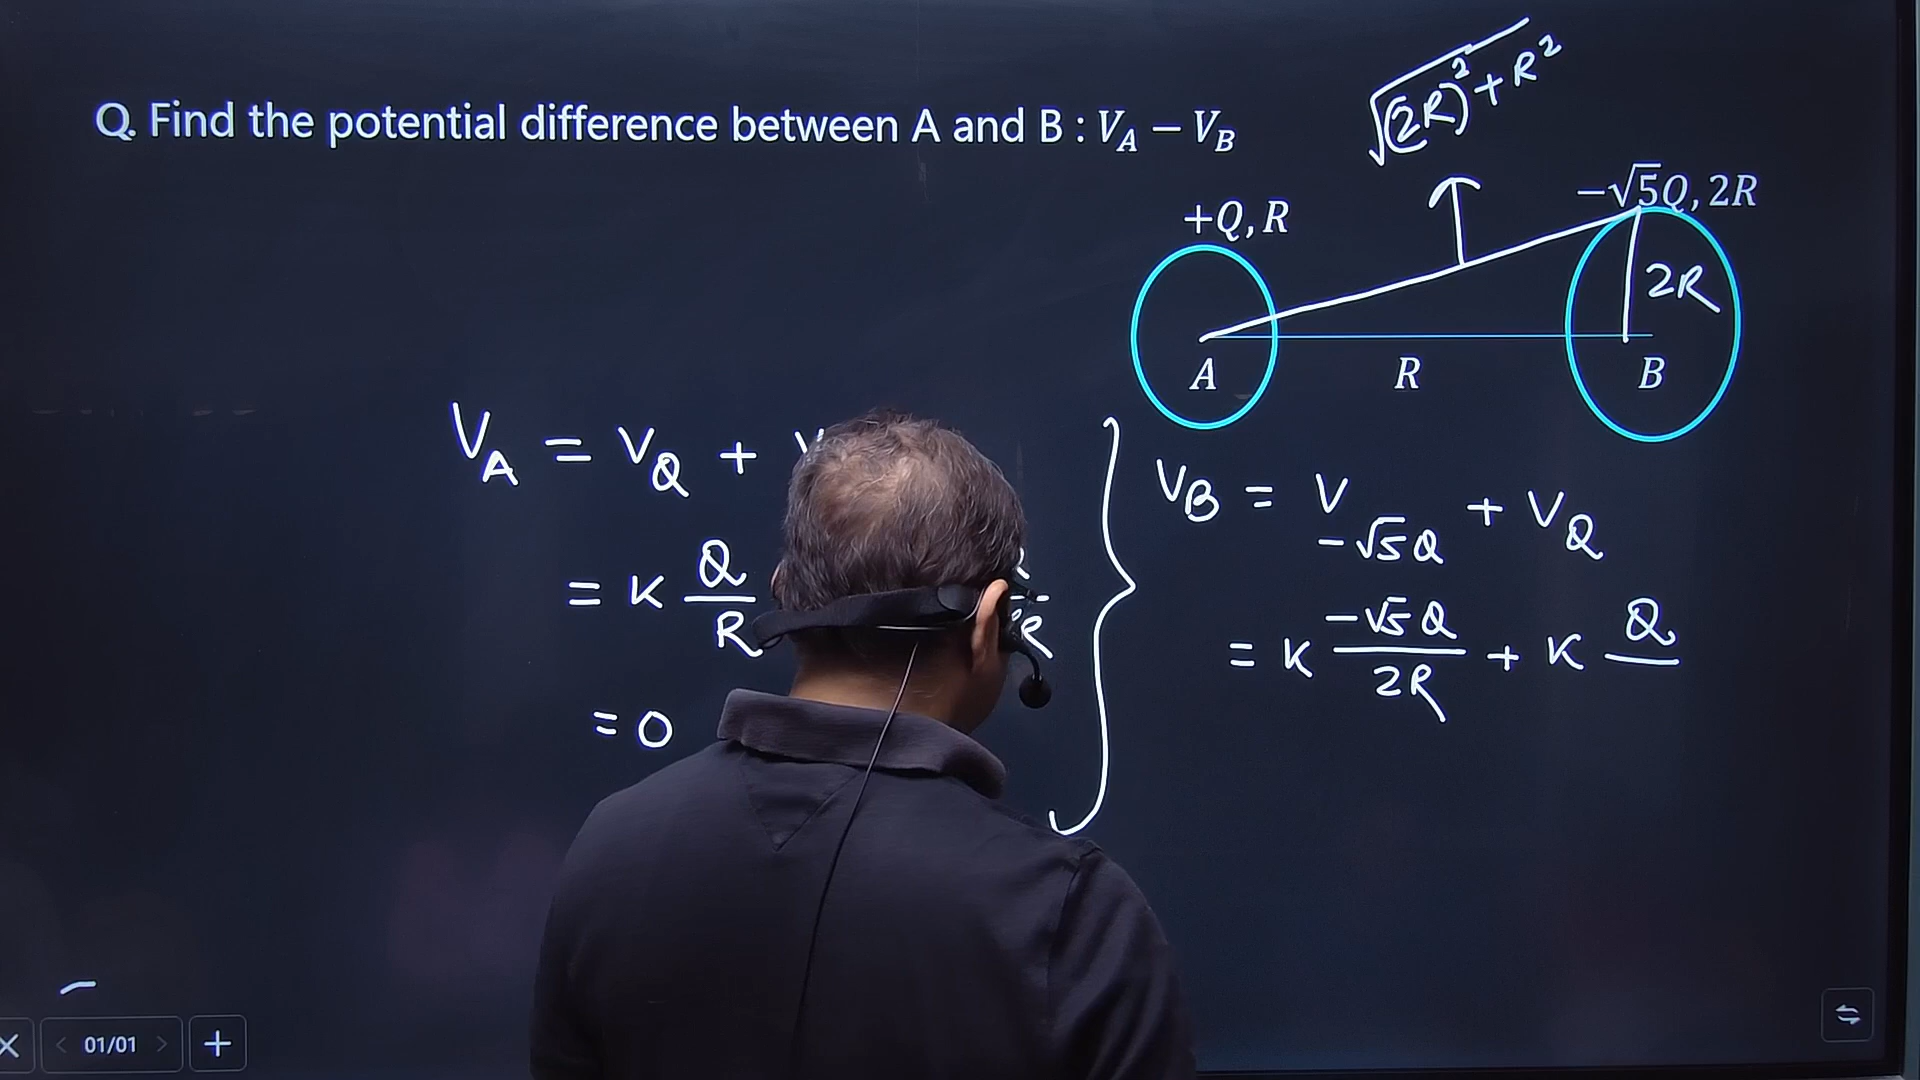 Q. Find the potential difference between A and B : V_A − V_B
√(2R)² + R²
+Q, R
−√5Q, 2R
2R
A
R
B
V_A = V_Q +
= K Q/R
= 0
V_B = V_−√5Q + V_Q
= K −√5Q/2R + K Q/
01/01